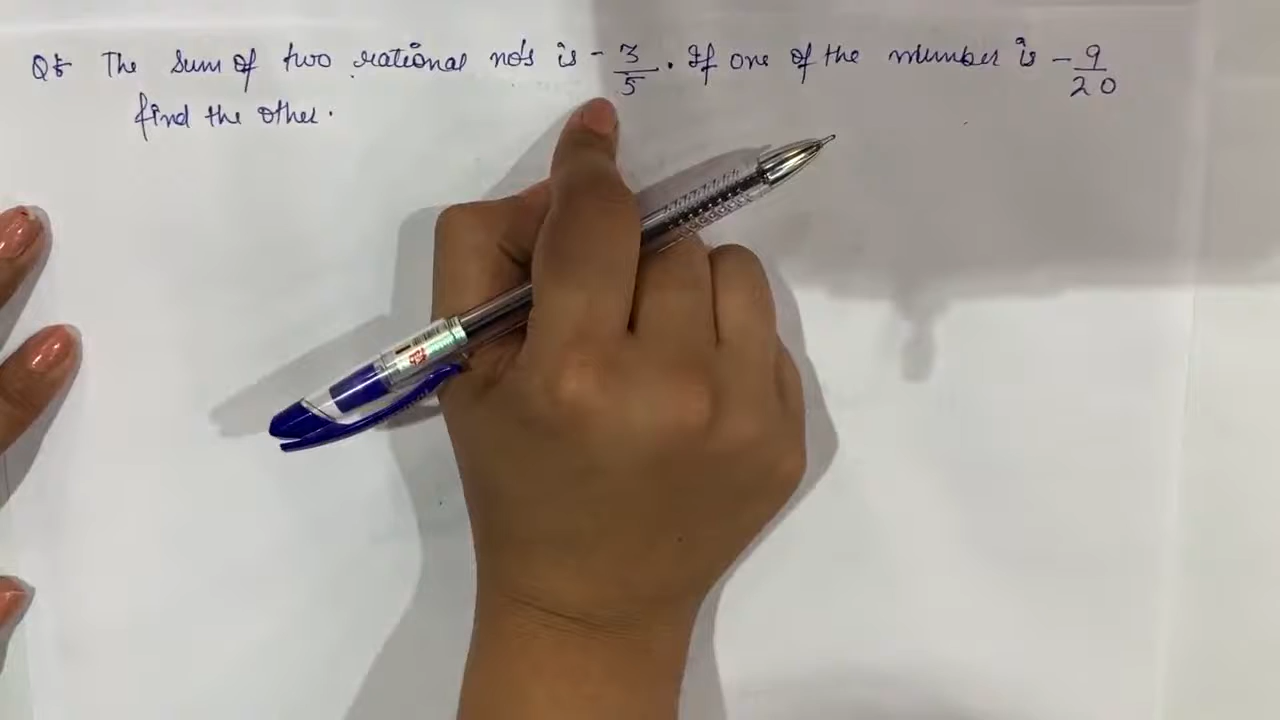 Q5 The Sum of two rational no's is -3/5. If one of the number is -9/20
find the other.